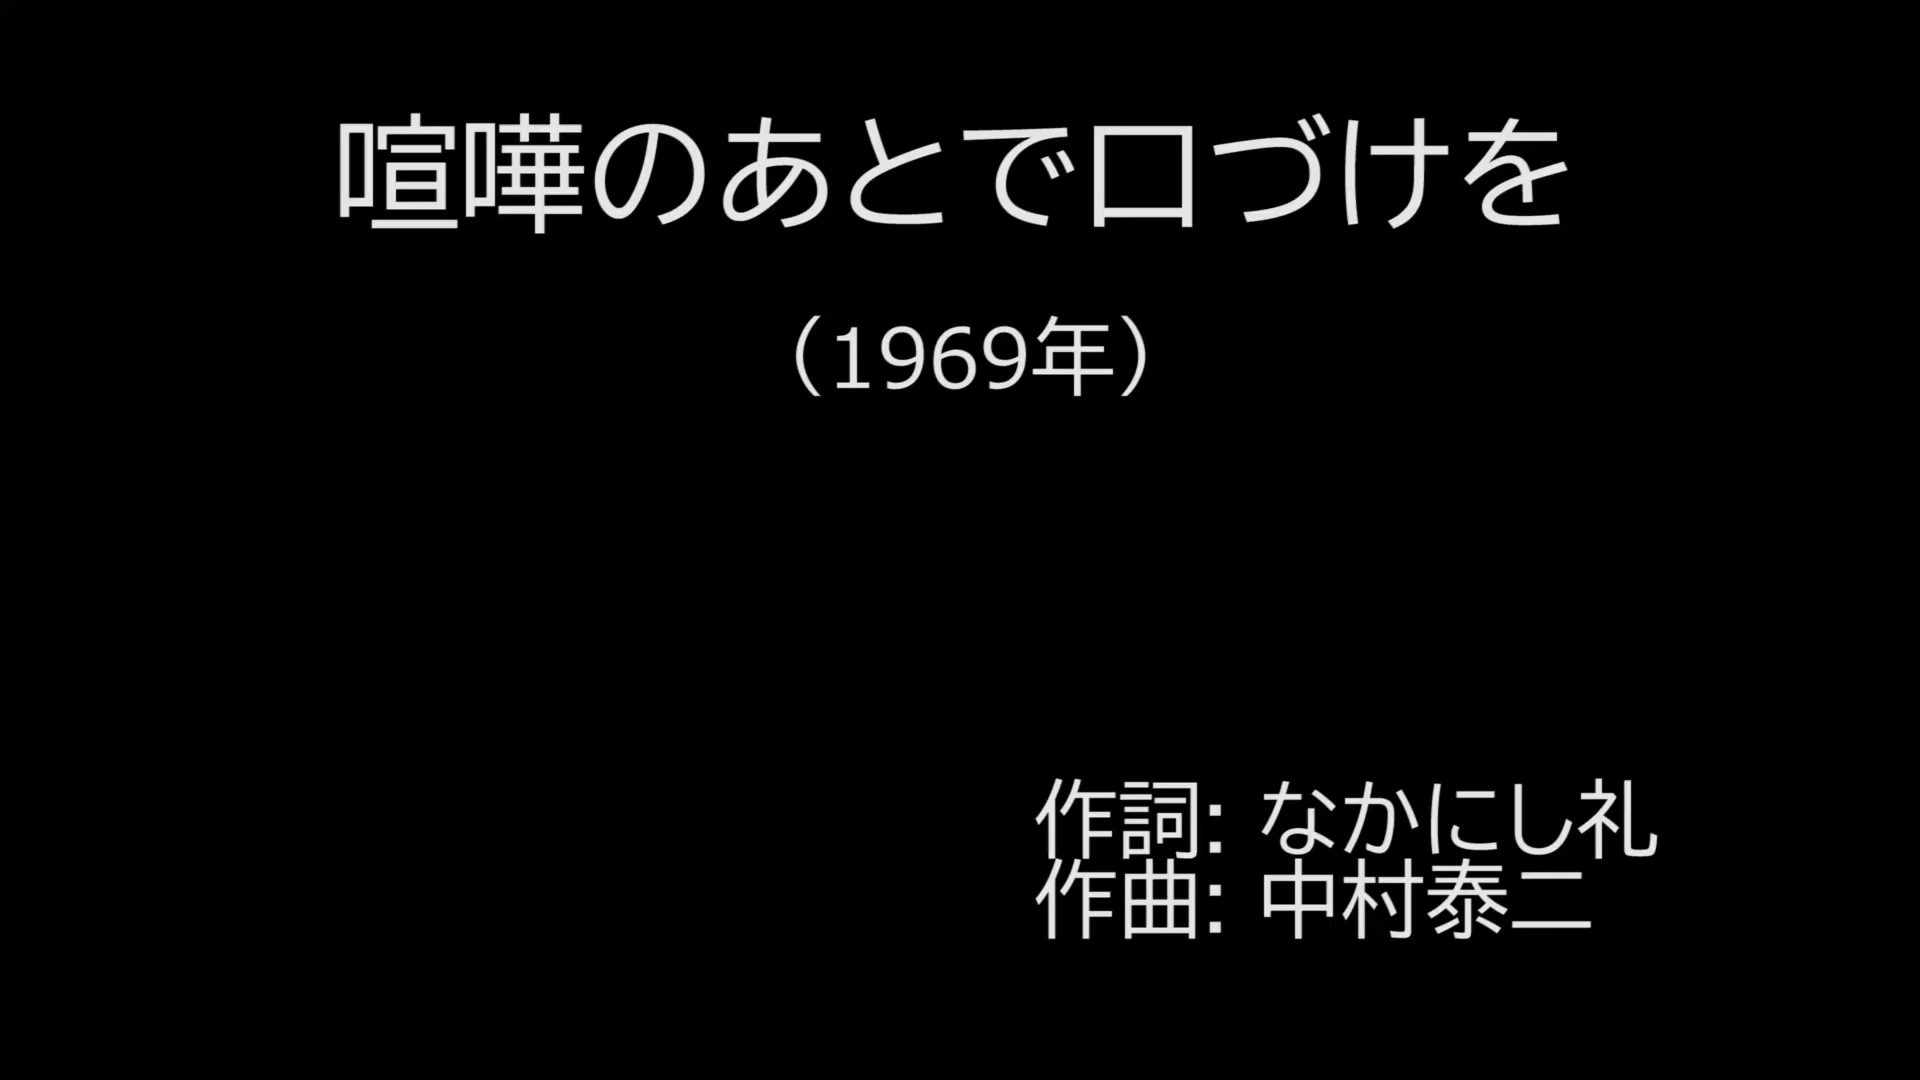 喧嘩のあとで口づけを
（1969年）
作詞: なかにし礼
作曲: 中村泰二